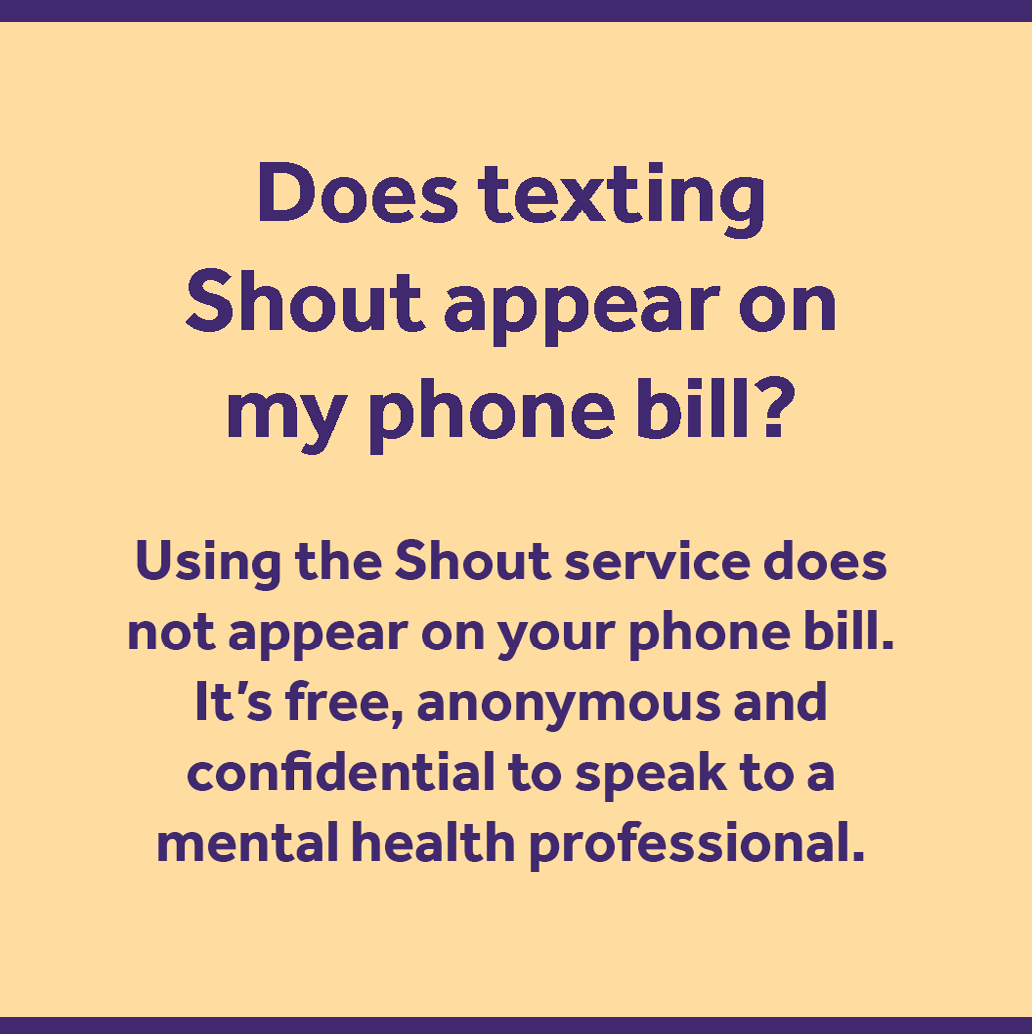 Does texting
Shout appear on
my phone bill?
Using the Shout service does
not appear on your phone bill.
It's free, anonymous and
confidential to speak to a
mental health professional.